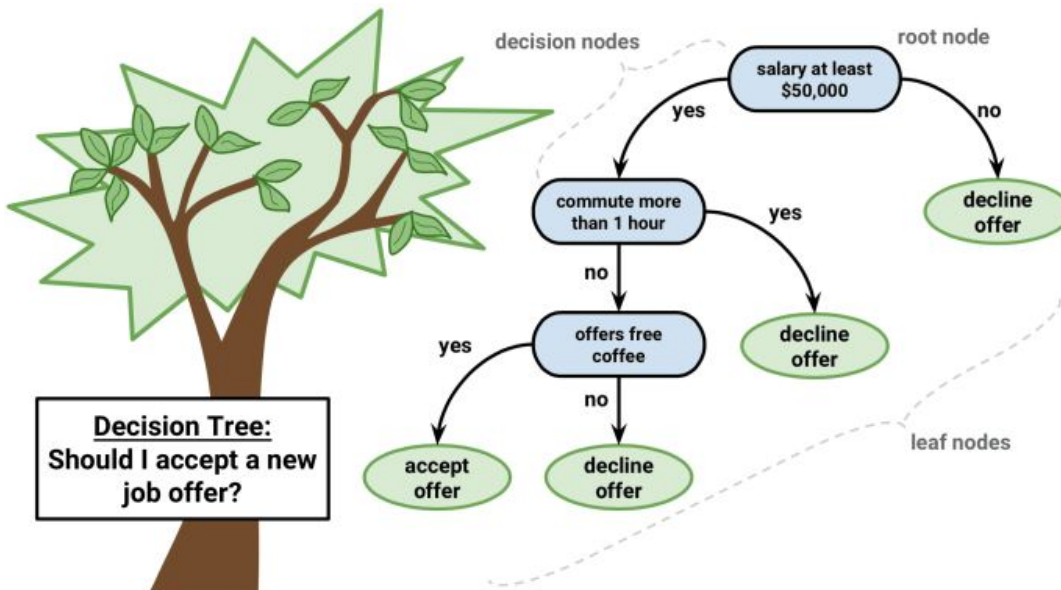 decision nodes
root node
salary at least
$50,000
yes
no
commute more
than 1 hour
yes
decline
offer
no
offers free
coffee
decline
offer
yes
no
Decision Tree:
Should I accept a new
job offer?
accept
offer
decline
offer
leaf nodes